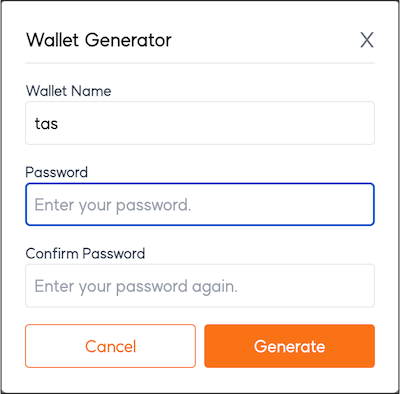 Wallet Generator X
Wallet Name
tas
Password
Enter your password.
Confirm Password
Enter your password again.
Cancel Generate